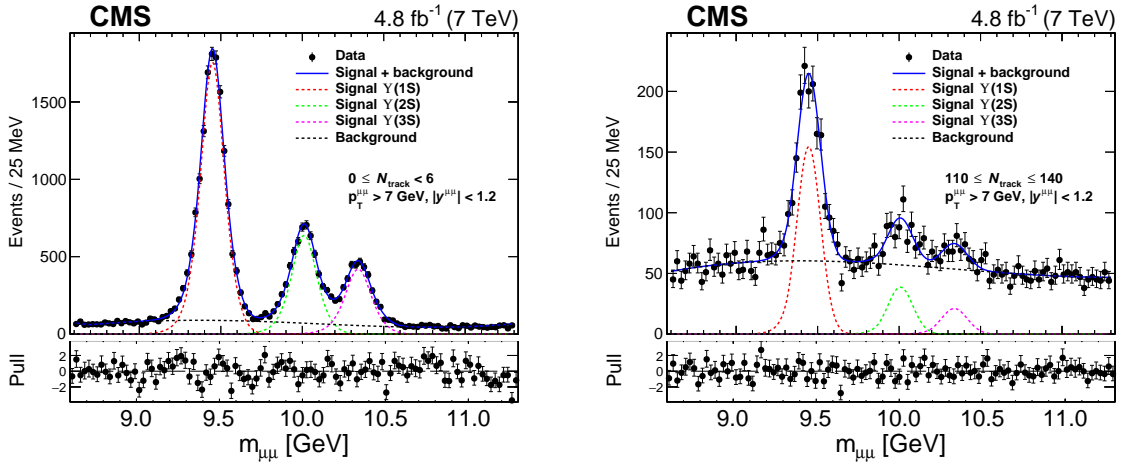 CMS 4.8 fb⁻¹ (7 TeV)
Events / 25 MeV
1500
1000
500
0
Data
Signal + background
Signal ϒ(1S)
Signal ϒ(2S)
Signal ϒ(3S)
Background
0 ≤ N_track < 6
p_T^μμ > 7 GeV, |y^μμ| < 1.2
Pull
2
0
−2
9.0 9.5 10.0 10.5 11.0
m_μμ [GeV]
CMS 4.8 fb⁻¹ (7 TeV)
Events / 25 MeV
200
150
100
50
0
Data
Signal + background
Signal ϒ(1S)
Signal ϒ(2S)
Signal ϒ(3S)
Background
110 ≤ N_track ≤ 140
p_T^μμ > 7 GeV, |y^μμ| < 1.2
Pull
2
0
−2
9.0 9.5 10.0 10.5 11.0
m_μμ [GeV]